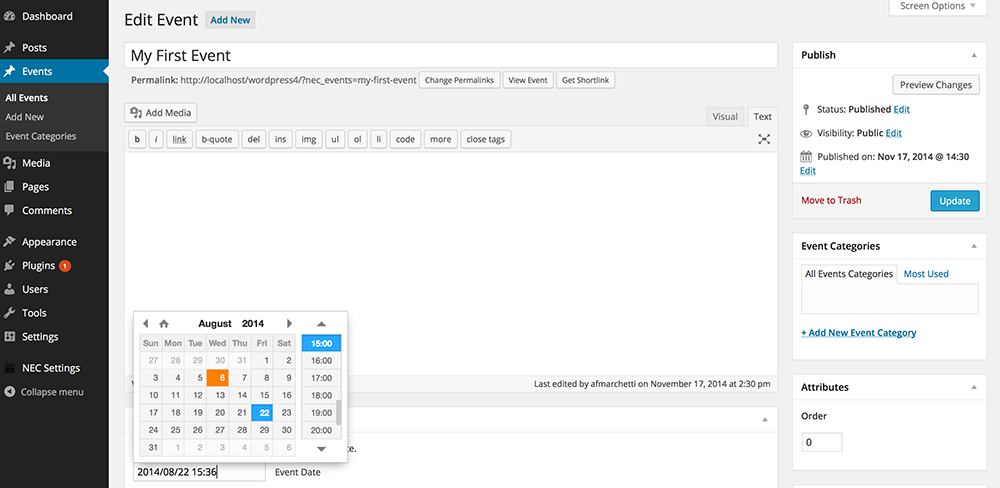 Dashboard
Posts
Events
All Events
Add New
Event Categories
Media
Pages
Comments
Appearance
Plugins 1
Users
Tools
Settings
NEC Settings
Collapse menu
Screen Options
Edit Event Add New
My First Event
Permalink: http://localhost/wordpress4/?nec_events=my-first-event Change Permalinks View Event Get Shortlink
Add Media
Visual Text
b i link b-quote del ins img ul ol li code more close tags
August 2014
Sun Mon Tue Wed Thu Fri Sat
27 28 29 30 31 1 2
3 4 5 6 7 8 9
10 11 12 13 14 15 16
17 18 19 20 21 22 23
24 25 26 27 28 29 30
31 1 2 3 4 5 6
15:00
16:00
17:00
18:00
19:00
20:00
Last edited by afmarchetti on November 17, 2014 at 2:30 pm
2014/08/22 15:36 Event Date
Publish
Preview Changes
Status: Published Edit
Visibility: Public Edit
Published on: Nov 17, 2014 @ 14:30
Edit
Move to Trash Update
Event Categories
All Events Categories Most Used
+ Add New Event Category
Attributes
Order
0